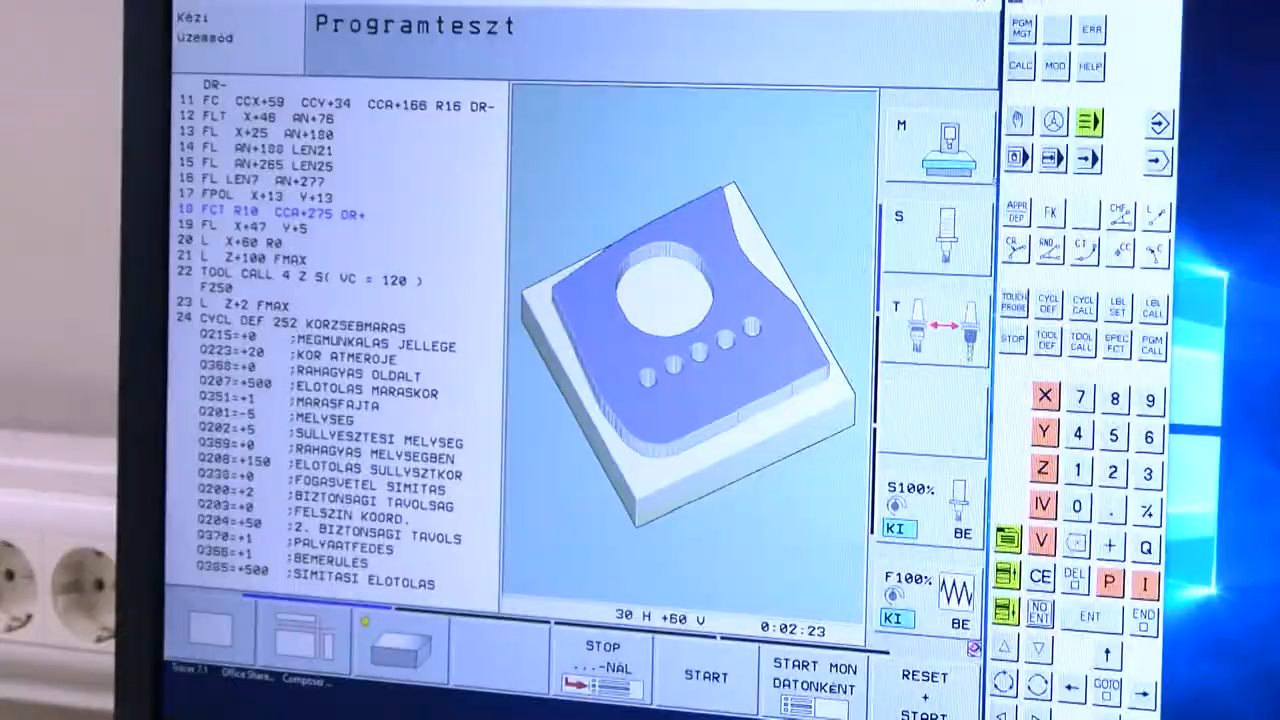 Kézi
üzemmód
Programteszt
DR-
11 FC CCX+59 CCY+34 CCA+166 R16 DR-
12 FLT X+46 AN+76
13 FL X+25 AN+180
14 FL AN+188 LEN21
15 FL AN+265 LEN25
16 FL LEN7 AN+277
17 FPOL X+13 Y+13
18 FCT R10 CCA+275 DR+
19 FL X+47 Y+5
20 L X+60 R0
21 L Z+100 FMAX
22 TOOL CALL 4 Z S( VC = 120 )
F250
23 L Z+2 FMAX
24 CYCL DEF 252 KORZSEBMARAS
Q215=+0 ;MEGMUNKALAS JELLEGE
Q223=+20 ;KOR ATMEROJE
Q368=+0 ;RAHAGYAS OLDALT
Q207=+500 ;ELOTOLAS MARASKOR
Q351=+1 ;MARASFAJTA
Q201=-5 ;MELYSEG
Q202=+5 ;SULLYESZTESI MELYSEG
Q369=+0 ;RAHAGYAS MELYSEGBEN
Q206=+150 ;ELOTOLAS SULLYSZTKOR
Q338=+0 ;FOGASVETEL SIMITAS
Q200=+2 ;BIZTONSAGI TAVOLSAG
Q203=+0 ;FELSZIN KOORD.
Q204=+50 ;2. BIZTONSAGI TAVOLS
Q370=+1 ;PALYAATFEDES
Q366=+1 ;BEMERULES
Q385=+500 ;SIMITASI ELOTOLAS
30 H +60 V 0:02:23
M
S
T
S100%
KI BE
F100%
KI BE
STOP
...-NÁL
START
START MON
DATONKÉNT
RESET
+
START
Tracer 7.1 Office Share... Composer...
PGM
MGT
ERR
CALC MOD HELP
APPR
DEP
FK
CHF
L
CR
RND
CT
CC
C
TOUCH
PROBE
CYCL
DEF
CYCL
CALL
LBL
SET
LBL
CALL
STOP
TOOL
DEF
TOOL
CALL
SPEC
FCT
PGM
CALL
X 7 8 9
Y 4 5 6
Z 1 2 3
IV 0 . 
V + Q
CE DEL P I
NO
ENT
ENT
END
GOTO